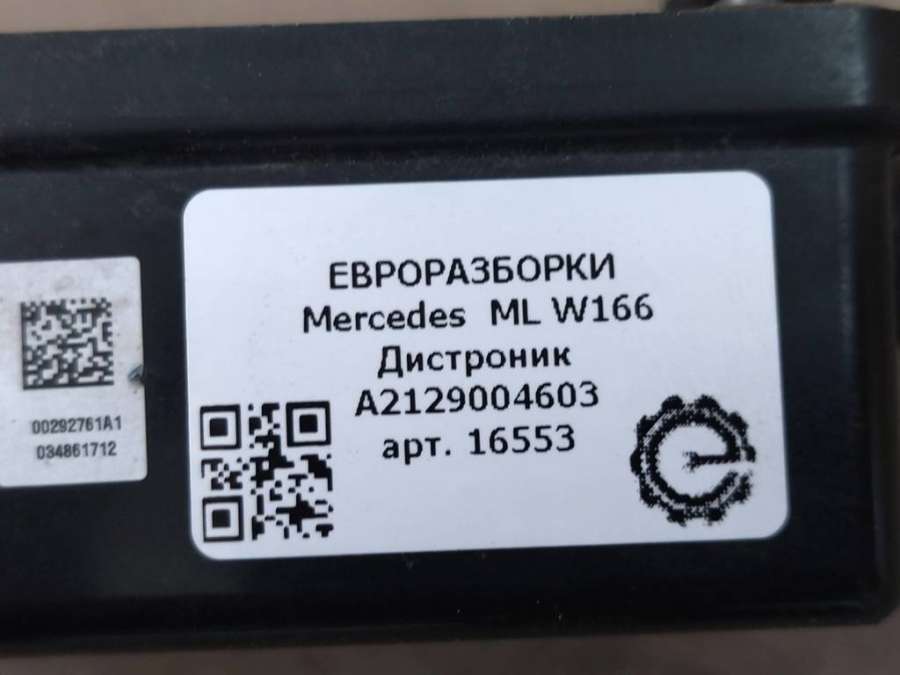 ЕВРОРАЗБОРКИ
Mercedes ML W166
Дистроник
A2129004603
арт. 16553
00292761A1
034861712